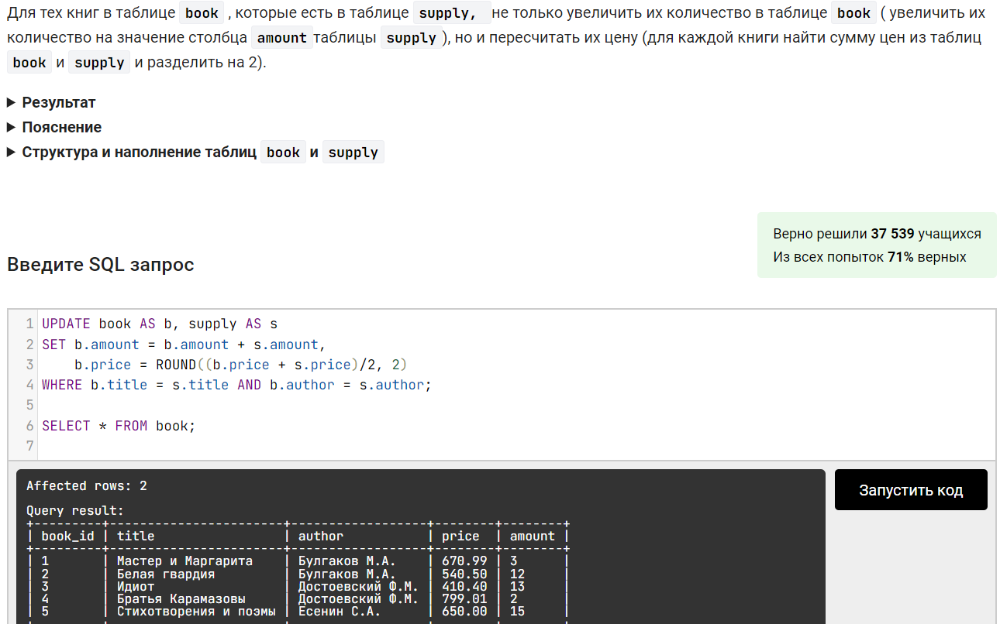 Для тех книг в таблице book , которые есть в таблице supply, не только увеличить их количество в таблице book ( увеличить их
количество на значение столбца amount таблицы supply ), но и пересчитать их цену (для каждой книги найти сумму цен из таблиц
book и supply и разделить на 2).
▶ Результат
▶ Пояснение
▶ Структура и наполнение таблиц book и supply
Верно решили 37 539 учащихся
Из всех попыток 71% верных
Введите SQL запрос
1 UPDATE book AS b, supply AS s
2 SET b.amount = b.amount + s.amount,
3     b.price = ROUND((b.price + s.price)/2, 2)
4 WHERE b.title = s.title AND b.author = s.author;
5
6 SELECT * FROM book;
7
Affected rows: 2
Запустить код
Query result:
+---------+------------------------+-------------------+--------+--------+
| book_id | title                  | author            | price  | amount |
+---------+------------------------+-------------------+--------+--------+
| 1       | Мастер и Маргарита     | Булгаков М.А.     | 670.99 | 3      |
| 2       | Белая гвардия          | Булгаков М.А.     | 540.50 | 12     |
| 3       | Идиот                  | Достоевский Ф.М.  | 410.40 | 13     |
| 4       | Братья Карамазовы      | Достоевский Ф.М.  | 799.01 | 2      |
| 5       | Стихотворения и поэмы  | Есенин С.А.       | 650.00 | 15     |